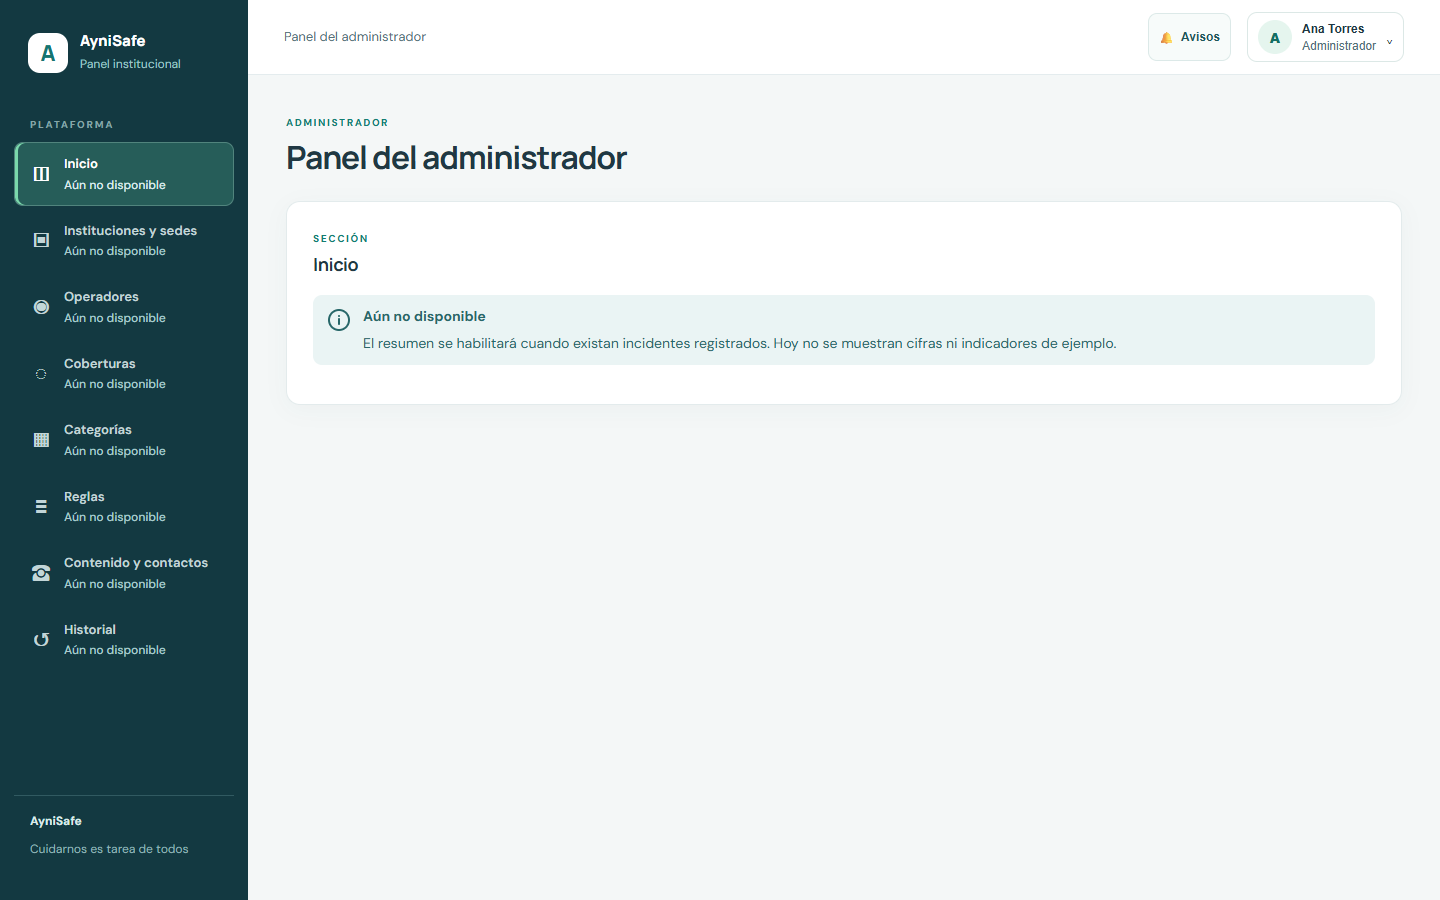 A
AyniSafe
Panel institucional
PLATAFORMA
Inicio
Aún no disponible
Instituciones y sedes
Aún no disponible
Operadores
Aún no disponible
Coberturas
Aún no disponible
Categorías
Aún no disponible
Reglas
Aún no disponible
Contenido y contactos
Aún no disponible
Historial
Aún no disponible
AyniSafe
Cuidarnos es tarea de todos
Panel del administrador
Avisos
A
Ana Torres
Administrador
ADMINISTRADOR
Panel del administrador
SECCIÓN
Inicio
Aún no disponible
El resumen se habilitará cuando existan incidentes registrados. Hoy no se muestran cifras ni indicadores de ejemplo.